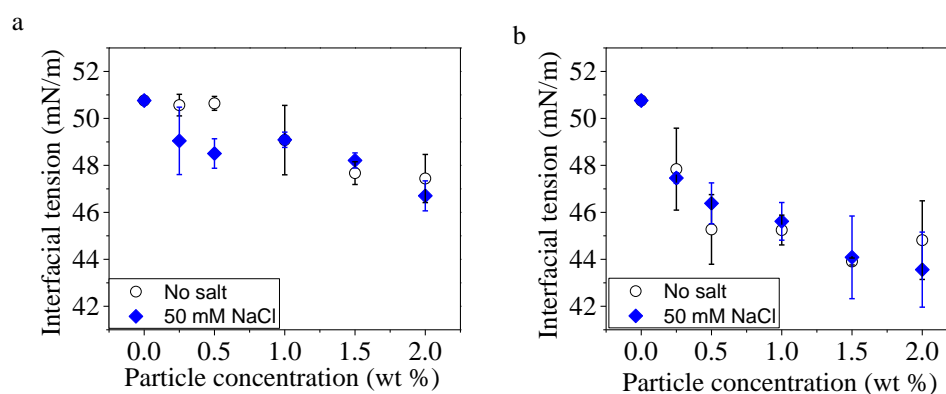 a
Interfacial tension (mN/m)
52
50
48
46
44
42
No salt
50 mM NaCl
0.0 0.5 1.0 1.5 2.0
Particle concentration (wt %)
b
Interfacial tension (mN/m)
52
50
48
46
44
42
No salt
50 mM NaCl
0.0 0.5 1.0 1.5 2.0
Particle concentration (wt %)